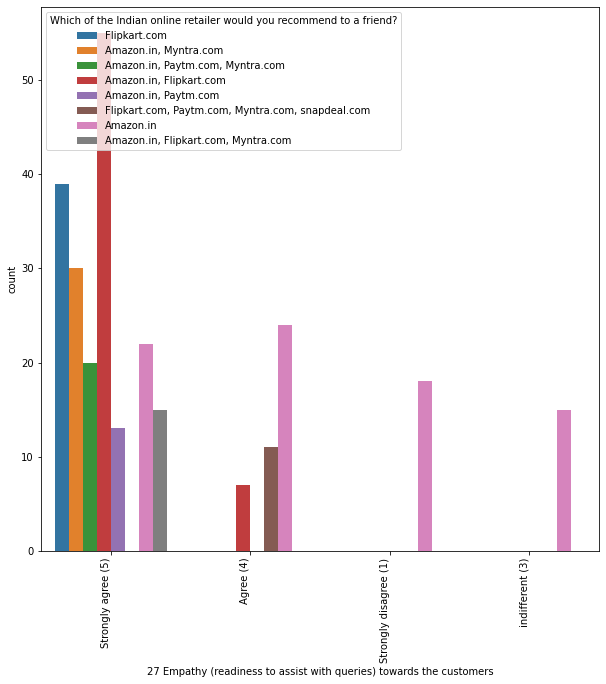 Which of the Indian online retailer would you recommend to a friend?
Flipkart.com
Amazon.in, Myntra.com
Amazon.in, Paytm.com, Myntra.com
Amazon.in, Flipkart.com
Amazon.in, Paytm.com
Flipkart.com, Paytm.com, Myntra.com, snapdeal.com
Amazon.in
Amazon.in, Flipkart.com, Myntra.com
50
40
30
20
10
0
count
Strongly agree (5)
Agree (4)
Strongly disagree (1)
indifferent (3)
27 Empathy (readiness to assist with queries) towards the customers